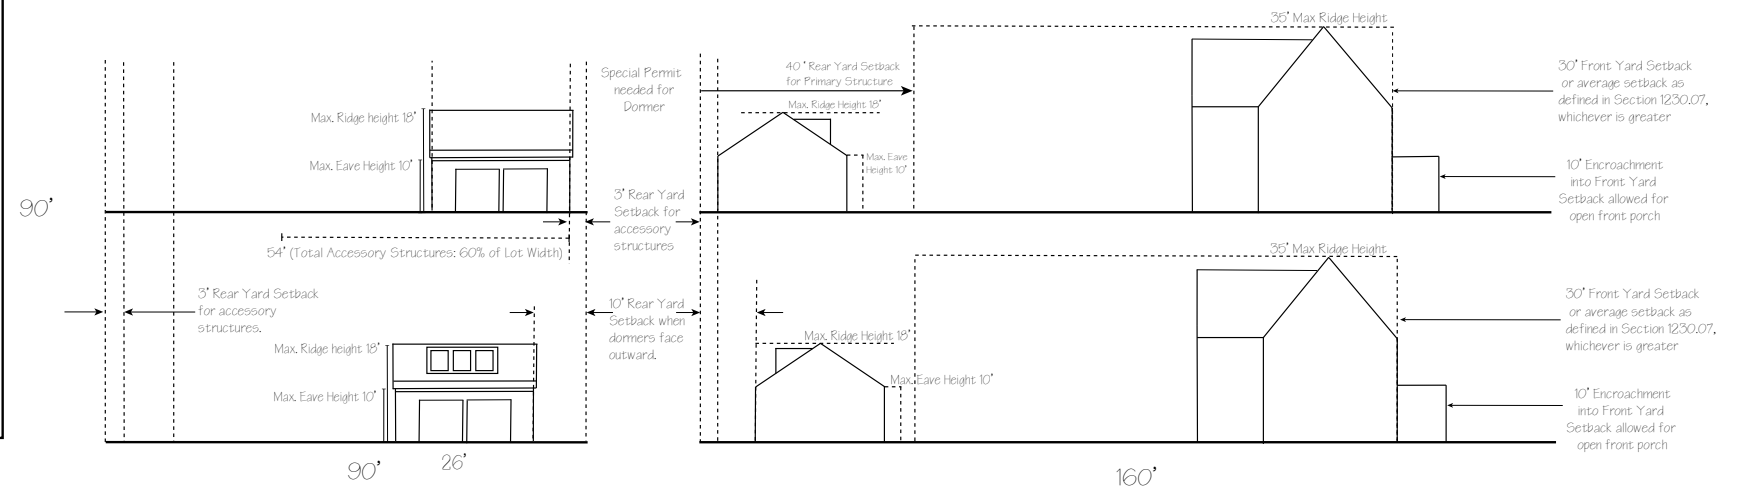 35' Max Ridge Height
Special Permit
needed for
Dormer
40 ' Rear Yard Setback
for Primary Structure
30' Front Yard Setback
or average setback as
defined in Section 1230.07,
whichever is greater
Max. Ridge height 18'
Max. Ridge Height 18'
Max. Eave Height 10'
Max. Eave
Height 10'
10' Encroachment
into Front Yard
Setback allowed for
open front porch
90'
3' Rear Yard
Setback for
accessory
structures
54' (Total Accessory Structures: 60% of Lot Width)
35' Max Ridge Height
3' Rear Yard Setback
for accessory
structures.
10' Rear Yard
Setback when
dormers face
outward.
30' Front Yard Setback
or average setback as
defined in Section 1230.07,
whichever is greater
Max. Ridge height 18'
Max. Ridge Height 18'
Max. Eave Height 10'
Max. Eave Height 10'
10' Encroachment
into Front Yard
Setback allowed for
open front porch
90'
26'
160'